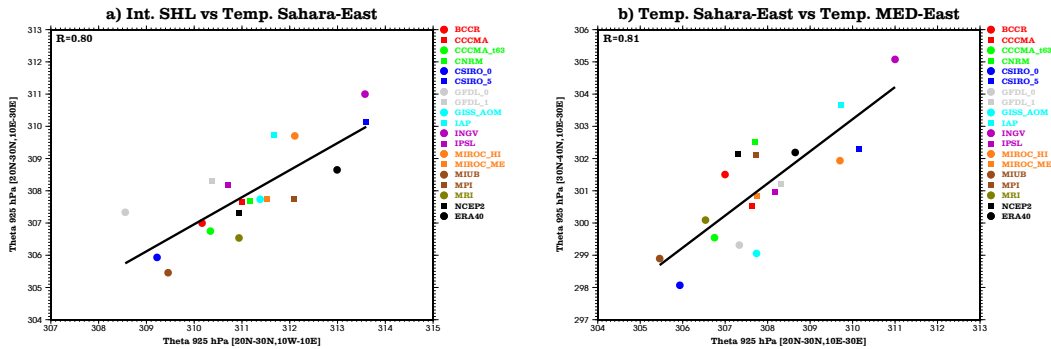 a) Int. SHL vs Temp. Sahara-East
R=0.80
313
312
311
310
309
308
307
306
305
304
307
308
309
310
311
312
313
314
315
Theta 925 hPa [20N-30N,10E-30E]
Theta 925 hPa [20N-30N,10W-10E]
BCCR
CCCMA
CCCMA_t63
CNRM
CSIRO_0
CSIRO_5
GFDL_0
GFDL_1
GISS_AOM
IAP
INGV
IPSL
MIROC_HI
MIROC_ME
MIUB
MPI
MRI
NCEP2
ERA40
b) Temp. Sahara-East vs Temp. MED-East
R=0.81
306
305
304
303
302
301
300
299
298
297
304
305
306
307
308
309
310
311
312
313
Theta 925 hPa [30N-40N,10E-30E]
Theta 925 hPa [20N-30N,10E-30E]
BCCR
CCCMA
CCCMA_t63
CNRM
CSIRO_0
CSIRO_5
GFDL_0
GFDL_1
GISS_AOM
IAP
INGV
IPSL
MIROC_HI
MIROC_ME
MIUB
MPI
MRI
NCEP2
ERA40